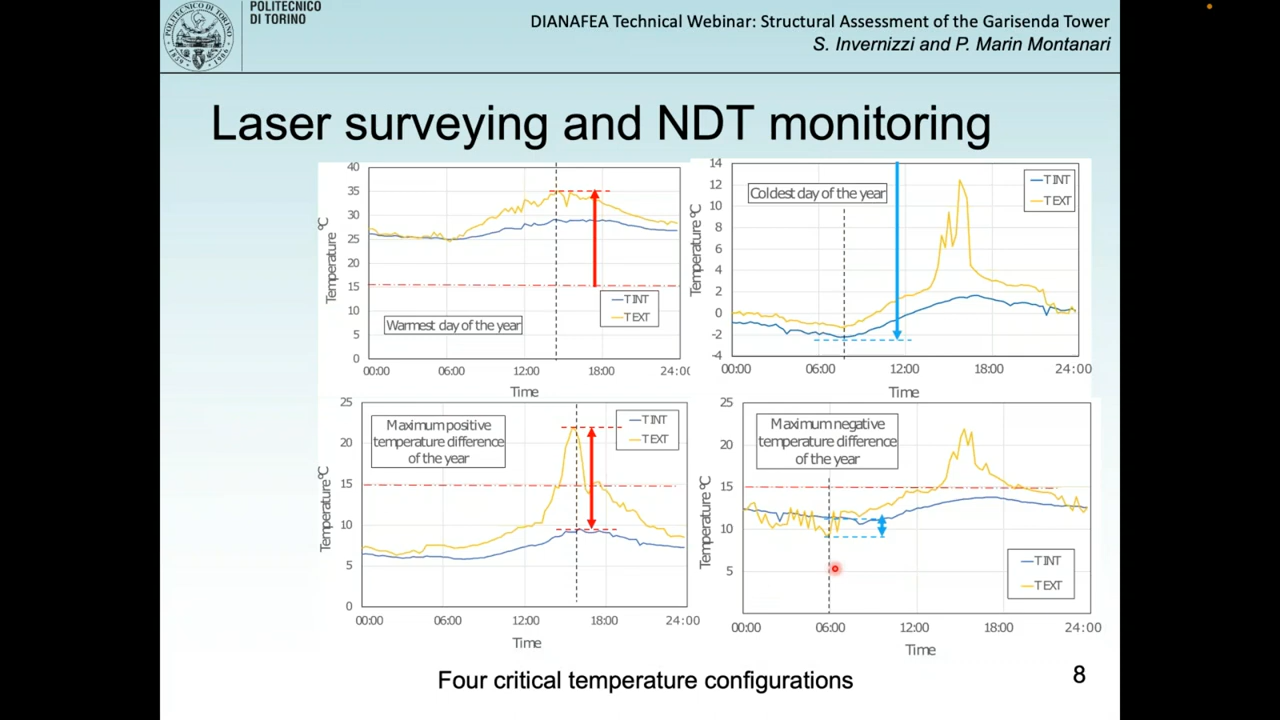 POLITECNICO
DI TORINO
DIANAFEA Technical Webinar: Structural Assessment of the Garisenda Tower
S. Invernizzi and P. Marin Montanari
Laser surveying and NDT monitoring
40
35
30
25
20
15
10
5
0
Temperature °C
Warmest day of the year
T INT
T EXT
00:00 06:00 12:00 18:00 24:0(
Time
14
12
10
8
6
4
2
0
-2
-4
Temperature °C
Coldest day of the year
T INT
T EXT
00:00 06:00 12:00 18:00 24:00
Time
25
20
15
10
5
0
Temperature °C
Maximum positive
temperature difference
of the year
T INT
T EXT
00:00 06:00 12:00 18:00 24:00
Time
25
20
15
10
5
Temperature °C
Maximum negative
temperature difference
of the year
T INT
T EXT
00:00 06:00 12:00 18:00 24:00
Time
Four critical temperature configurations
8